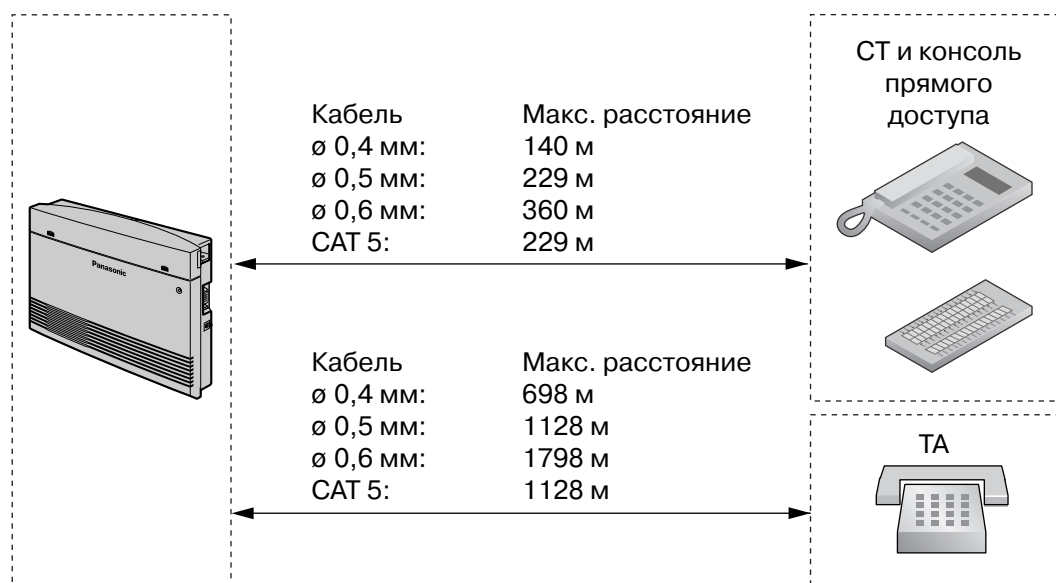 СТ и консоль
прямого
доступа
Кабель Макс. расстояние
ø 0,4 мм: 140 м
ø 0,5 мм: 229 м
ø 0,6 мм: 360 м
CAT 5: 229 м
Panasonic
Кабель Макс. расстояние
ø 0,4 мм: 698 м
ø 0,5 мм: 1128 м
ø 0,6 мм: 1798 м
CAT 5: 1128 м
ТА